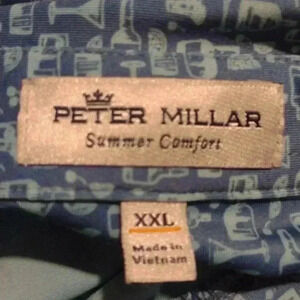 PETER MILLAR
Summer Comfort
XXL
Made in
Vietnam